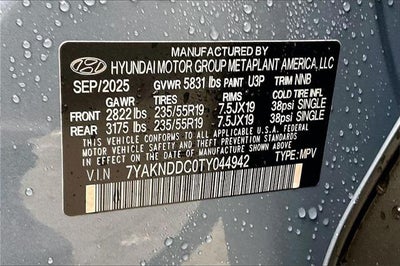 MANUFACTURED BY
HYUNDAI MOTOR GROUP METAPLANT AMERICA, LLC
SEP/2025 GVWR 5831 lbs PAINT U3P TRIM NNB
GAWR TIRES RIMS COLD TIRE INFL.
FRONT 2822 lbs 235/55R19 7.5JX19 38psi SINGLE
REAR 3175 lbs 235/55R19 7.5JX19 38psi SINGLE
THIS VEHICLE CONFORMS TO ALL APPLICABLE
FEDERAL MOTOR VEHICLE SAFETY, BUMPER,
AND THEFT PREVENTION STANDARDS IN EFFECT
ON THE DATE OF MANUFACTURE SHOWN ABOVE.
V.I.N 7YAKNDDC0TY044942 TYPE: MPV